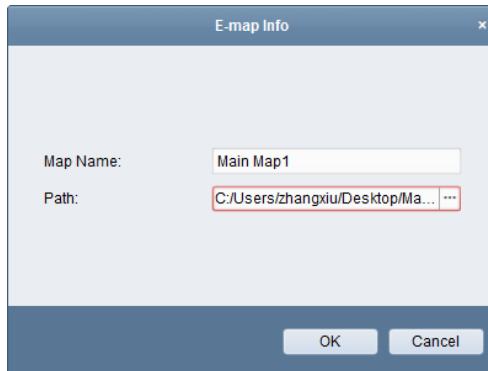 E-map Info ×
Map Name: Main Map1
Path: C:/Users/zhangxiu/Desktop/Ma... ...
OK Cancel